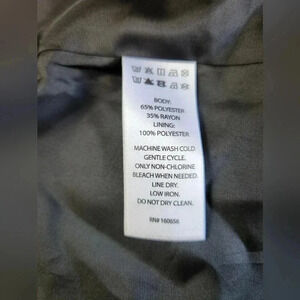 BODY:
65% POLYESTER
35% RAYON
LINING:
100% POLYESTER
MACHINE WASH COLD
GENTLE CYCLE.
ONLY NON-CHLORINE
BLEACH WHEN NEEDED.
LINE DRY.
LOW IRON.
DO NOT DRY CLEAN.
RN# 160656